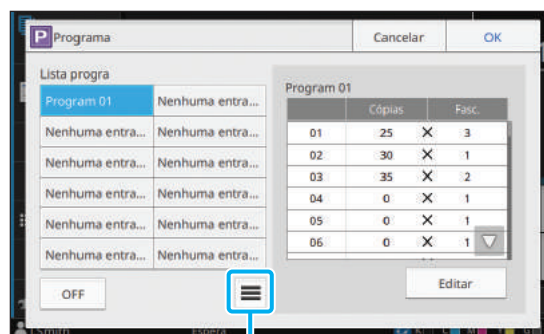 P Programa Cancelar OK
Lista progra
Program 01 Nenhuma entra...
Nenhuma entra... Nenhuma entra...
Nenhuma entra... Nenhuma entra...
Nenhuma entra... Nenhuma entra...
Nenhuma entra... Nenhuma entra...
Nenhuma entra... Nenhuma entra...
OFF
Program 01
Cópias Fasc.
01 25 X 3
02 30 X 1
03 35 X 2
04 0 X 1
05 0 X 1
06 0 X 1
Editar
Smith Espera K C M Y